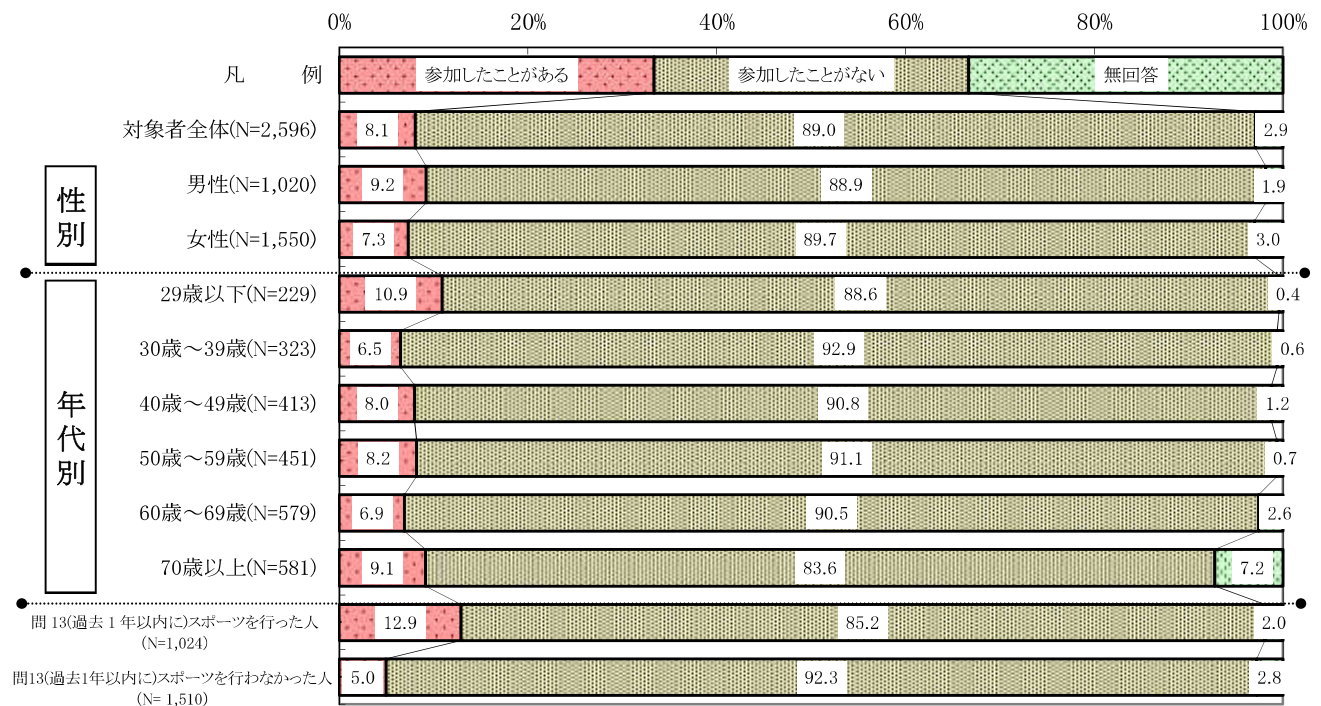 0% 20% 40% 60% 80% 100%
凡 例 参加したことがある 参加したことがない 無回答
対象者全体(N=2,596) 8.1 89.0 2.9
性別
男性(N=1,020) 9.2 88.9 1.9
女性(N=1,550) 7.3 89.7 3.0
年代別
29歳以下(N=229) 10.9 88.6 0.4
30歳～39歳(N=323) 6.5 92.9 0.6
40歳～49歳(N=413) 8.0 90.8 1.2
50歳～59歳(N=451) 8.2 91.1 0.7
60歳～69歳(N=579) 6.9 90.5 2.6
70歳以上(N=581) 9.1 83.6 7.2
問 13(過去 1 年以内に)スポーツを行った人 12.9 85.2 2.0
(N=1,024)
問13(過去1年以内に)スポーツを行わなかった人 5.0 92.3 2.8
(N= 1,510)